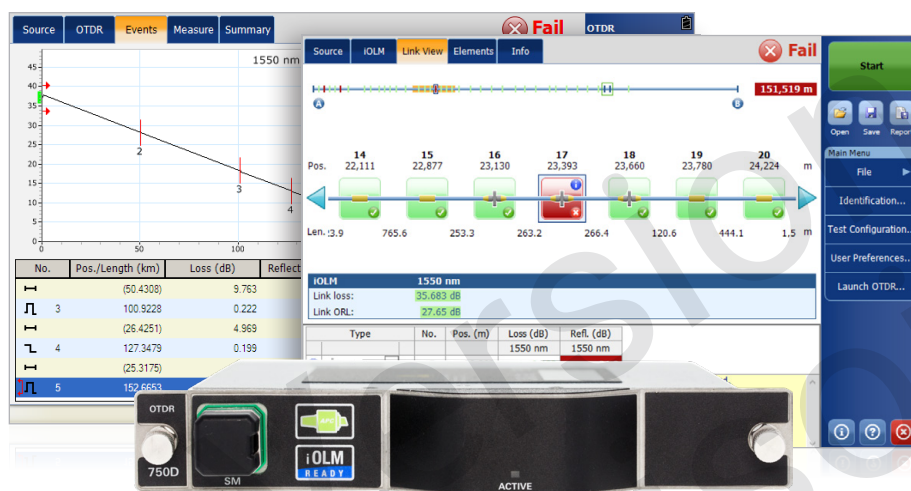 Source OTDR Events Measure Summary
Fail
OTDR
1550 nm
45
40
35
30
25
20
15
10
5
0
0 50 100
2
3
4
No. Pos./Length (km) Loss (dB) Reflect
(50.4308) 9.763
3 100.9228 0.222
(26.4251) 4.969
4 127.3479 0.199
(25.3175)
5 152.6653
Source iOLM Link View Elements Info
Fail
151,519 m
A B
14 15 16 17 18 19 20
Pos. 22,111 22,877 23,130 23,393 23,660 23,780 24,224 m
Len. 765.6 253.3 263.2 266.4 120.6 444.1 1.5 m
iOLM 1550 nm
Link loss: 35.683 dB
Link ORL: 27.65 dB
Type No. Pos. (m) Loss (dB) Refl. (dB)
1550 nm 1550 nm
Start
Open Save Report
Main Menu
File
Identification...
Test Configuration..
User Preferences..
Launch OTDR...
OTDR
750D
SM
APC
iOLM
READY
ACTIVE